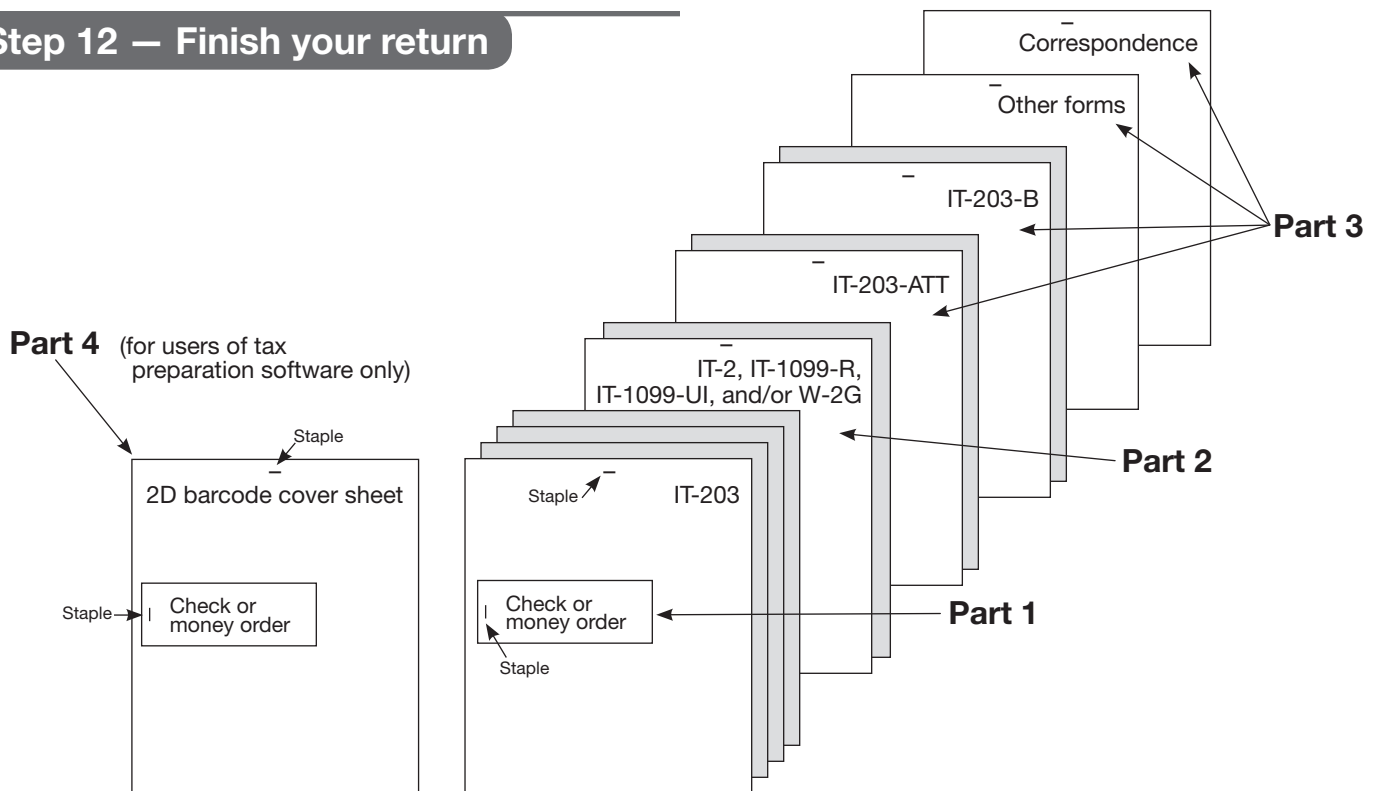 Step 12 — Finish your return
Correspondence
Other forms
IT-203-B
Part 3
IT-203-ATT
Part 4 (for users of tax
preparation software only)
IT-2, IT-1099-R,
IT-1099-UI, and/or W-2G
Part 2
Staple
2D barcode cover sheet
Staple
IT-203
Staple
Check or
money order
Check or
money order
Part 1
Staple